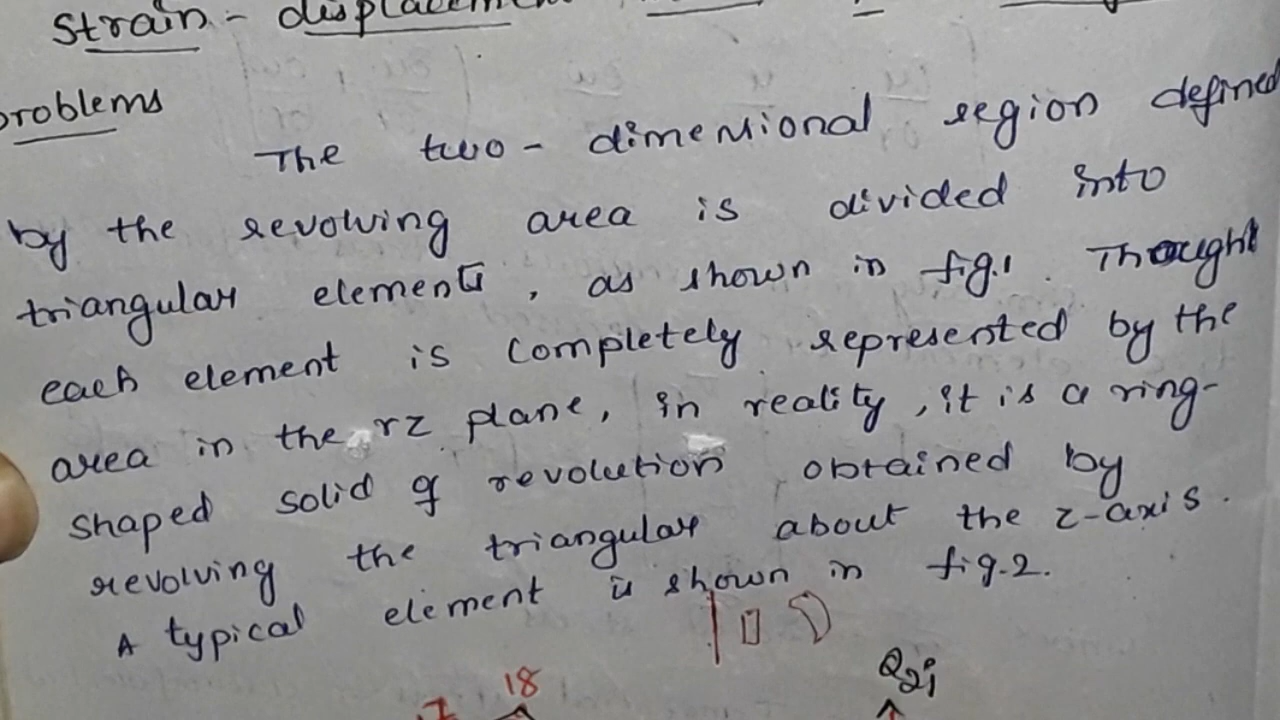 Strain - displacement
problems
The two - dimensional region defined
by the revolving area is divided into
triangular elements, as shown in fig.1. Thought
each element is completely represented by the
area in the rz plane, in reality, it is a ring-
shaped solid of revolution obtained by
revolving the triangular about the z-axis.
A typical element is shown in fig.2.
18
Q2j
7